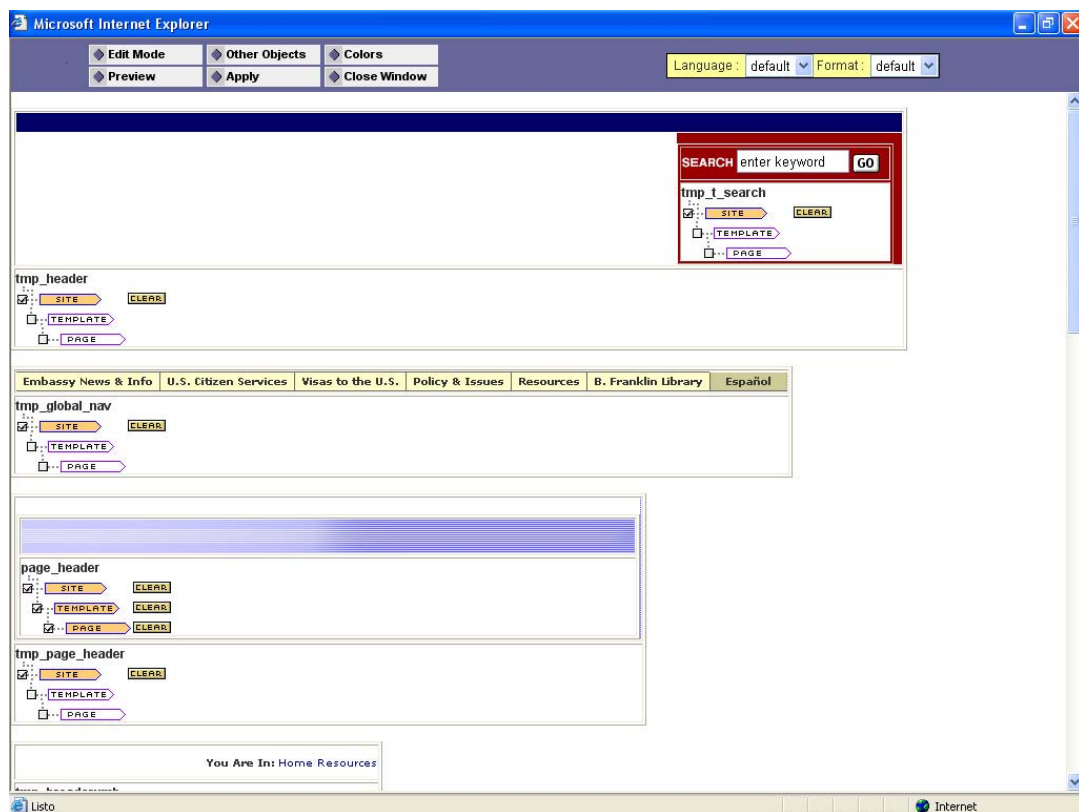 Microsoft Internet Explorer
Edit Mode Other Objects Colors
Preview Apply Close Window
Language : default Format : default
SEARCH enter keyword GO
tmp_t_search
SITE CLEAR
TEMPLATE
PAGE
tmp_header
SITE CLEAR
TEMPLATE
PAGE
Embassy News & Info U.S. Citizen Services Visas to the U.S. Policy & Issues Resources B. Franklin Library Español
tmp_global_nav
SITE CLEAR
TEMPLATE
PAGE
page_header
SITE CLEAR
TEMPLATE CLEAR
PAGE CLEAR
tmp_page_header
SITE CLEAR
TEMPLATE
PAGE
You Are In: Home Resources
Listo Internet